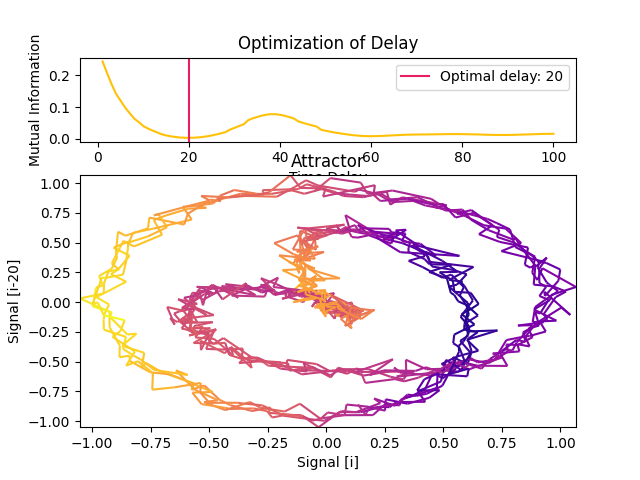 Optimization of Delay
Mutual Information
0.2
0.1
0.0
Optimal delay: 20
0 20 40 60 80 100
Attractor
Signal [i-20]
1.00
0.75
0.50
0.25
0.00
−0.25
−0.50
−0.75
−1.00
−1.00 −0.75 −0.50 −0.25 0.00 0.25 0.50 0.75 1.00
Signal [i]